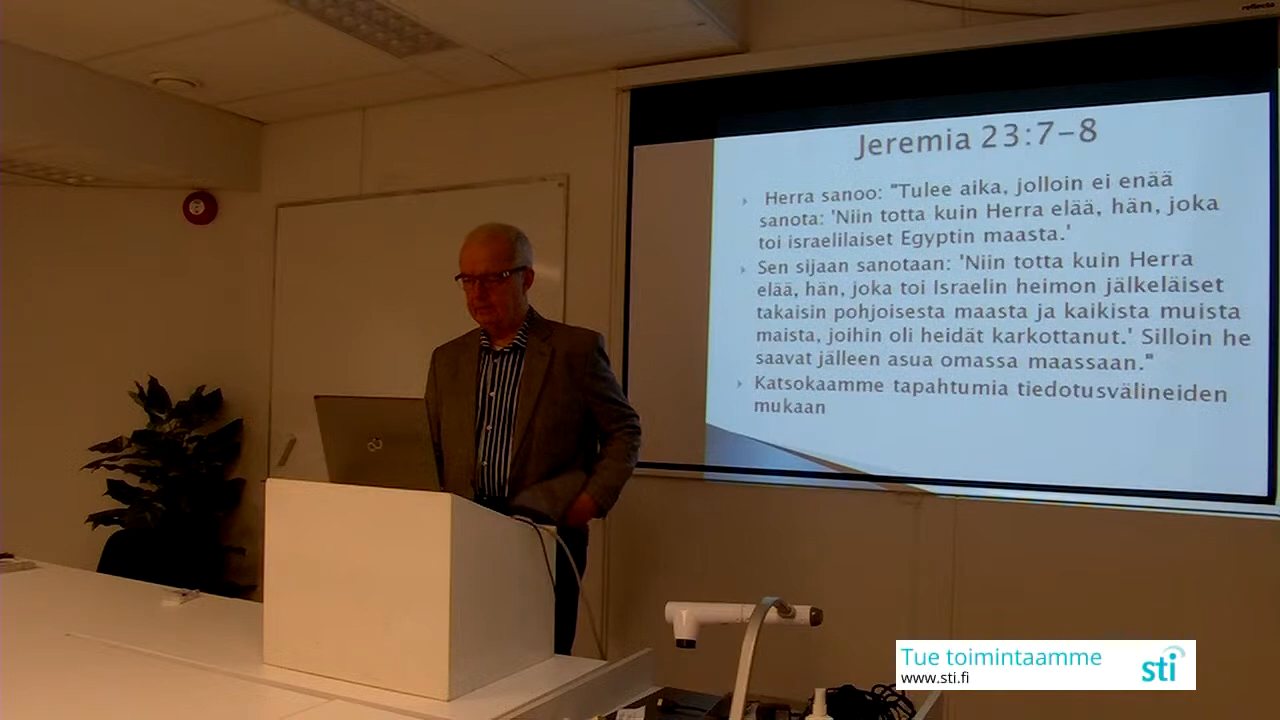 reflecta
Jeremia 23:7-8
Herra sanoo: "Tulee aika, jolloin ei enää
sanota: 'Niin totta kuin Herra elää, hän, joka
toi israelilaiset Egyptin maasta.'
Sen sijaan sanotaan: 'Niin totta kuin Herra
elää, hän, joka toi Israelin heimon jälkeläiset
takaisin pohjoisesta maasta ja kaikista muista
maista, joihin oli heidät karkottanut.' Silloin he
saavat jälleen asua omassa maassaan."
Katsokaamme tapahtumia tiedotusvälineiden
mukaan
Tue toimintaamme
www.sti.fi
sti